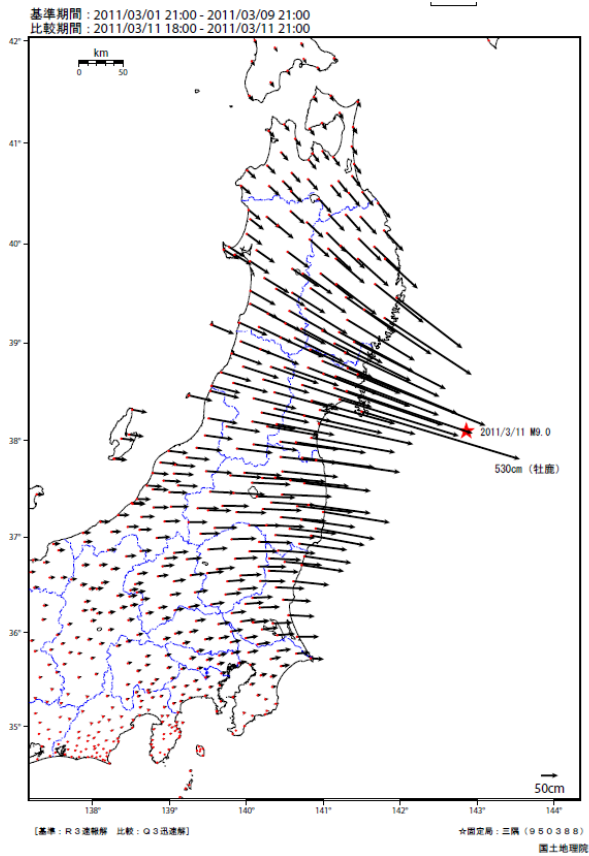 基準期間 : 2011/03/01 21:00 - 2011/03/09 21:00
比較期間 : 2011/03/11 18:00 - 2011/03/11 21:00
42°
km
0 50
41°
40°
39°
2011/3/11 M9.0
38°
530cm (牡鹿)
37°
36°
35°
50cm
138° 139° 140° 141° 142° 143° 144°
[基準 : R3速報解 比較 : Q3迅速解]
☆固定局 : 三隅 (950388)
国土地理院